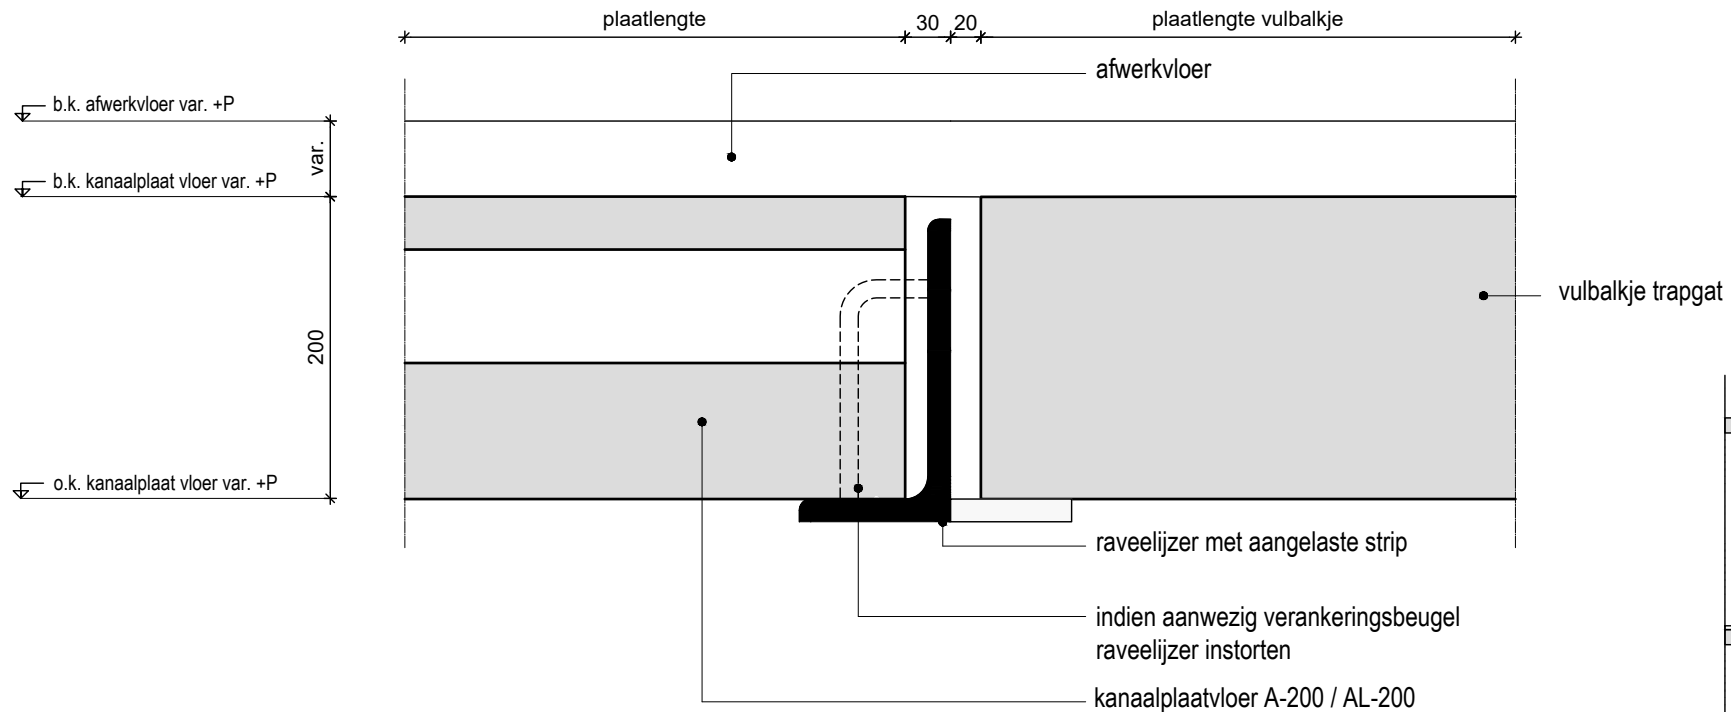 plaatlengte
30
20
plaatlengte vulbalkje
afwerkvloer
b.k. afwerkvloer var. +P
var.
b.k. kanaalplaat vloer var. +P
vulbalkje trapgat
200
o.k. kanaalplaat vloer var. +P
raveelijzer met aangelaste strip
indien aanwezig verankeringsbeugel
raveelijzer instorten
kanaalplaatvloer A-200 / AL-200